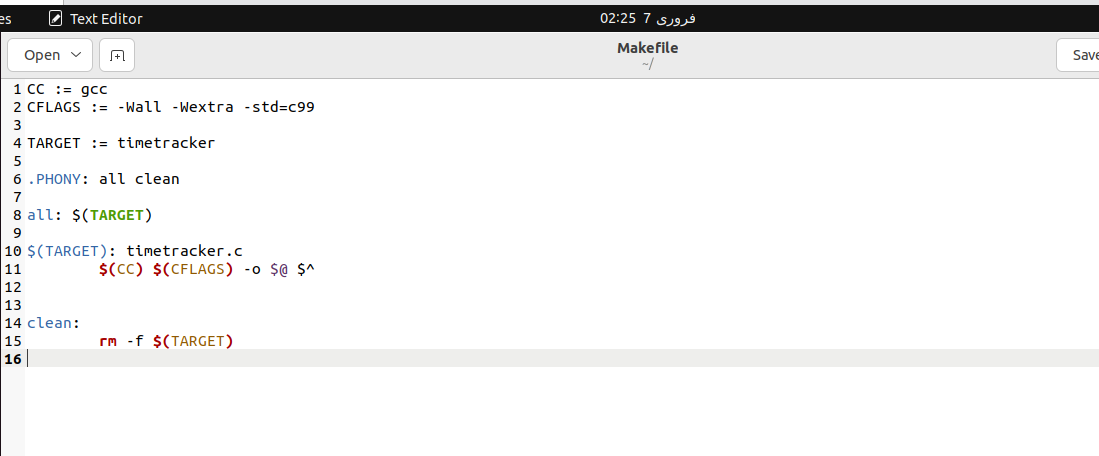 es Text Editor 02:25 7 فروری
Open Makefile Save
~/
1 CC := gcc
2 CFLAGS := -Wall -Wextra -std=c99
3
4 TARGET := timetracker
5
6 .PHONY: all clean
7
8 all: $(TARGET)
9
10 $(TARGET): timetracker.c
11 $(CC) $(CFLAGS) -o $@ $^
12
13
14 clean:
15 rm -f $(TARGET)
16